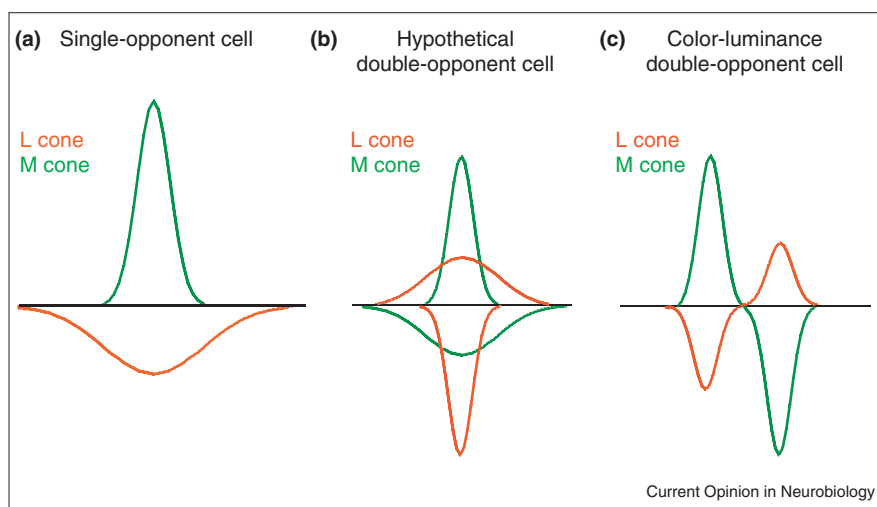 (a) Single-opponent cell
(b) Hypothetical
double-opponent cell
(c) Color-luminance
double-opponent cell
L cone
M cone
L cone
M cone
L cone
M cone
Current Opinion in Neurobiology